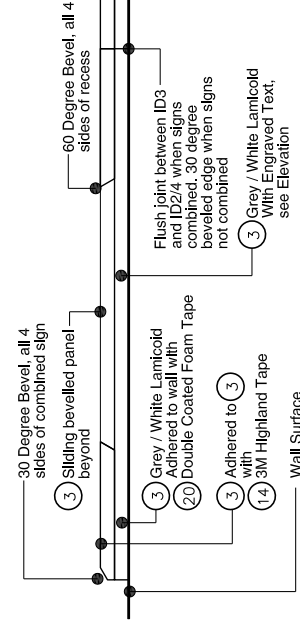 30 Degree Bevel, all 4
sides of combined sign
3 Sliding bevelled panel
beyond
60 Degree Bevel, all 4
sides of recess
3 Grey / White Lamicoid
Adhered to wall with
20 Double Coated Foam Tape
Flush joint between ID3
and ID2/4 when signs
combined. 30 degree
beveled edge when signs
not combined
3 Adhered to 3
with
14 3M Highland Tape
3 Grey / White Lamicoid
With Engraved Text,
see Elevation
Wall Surface